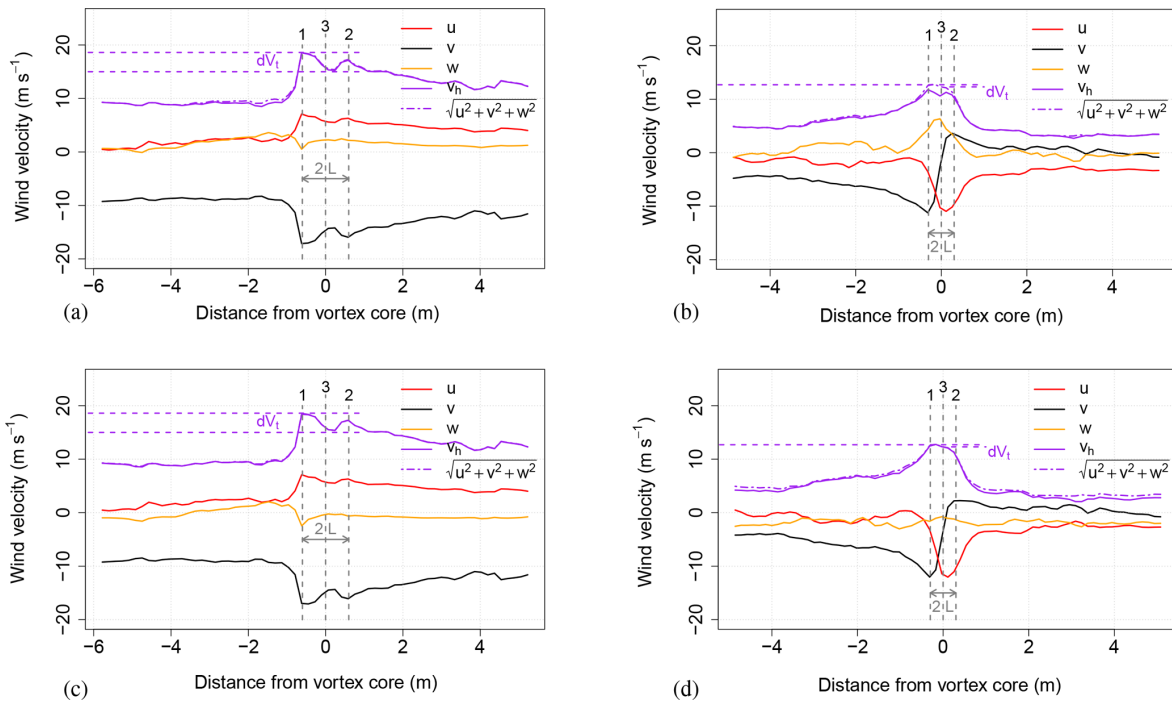 1 3 2
u
v
w
vₕ
√u² + v² + w²
dVₜ
2 L
Wind velocity (m s⁻¹)
20
10
0
−10
−20
−6 −4 −2 0 2 4
Distance from vortex core (m)
(a)
1 3 2
u
v
w
vₕ
√u² + v² + w²
dVₜ
2 L
Wind velocity (m s⁻¹)
20
10
0
−10
−20
−4 −2 0 2 4
Distance from vortex core (m)
(b)
1 3 2
u
v
w
vₕ
√u² + v² + w²
dVₜ
2 L
Wind velocity (m s⁻¹)
20
10
0
−10
−20
−6 −4 −2 0 2 4
Distance from vortex core (m)
(c)
1 3 2
u
v
w
vₕ
√u² + v² + w²
dVₜ
2 L
Wind velocity (m s⁻¹)
20
10
0
−10
−20
−4 −2 0 2 4
Distance from vortex core (m)
(d)